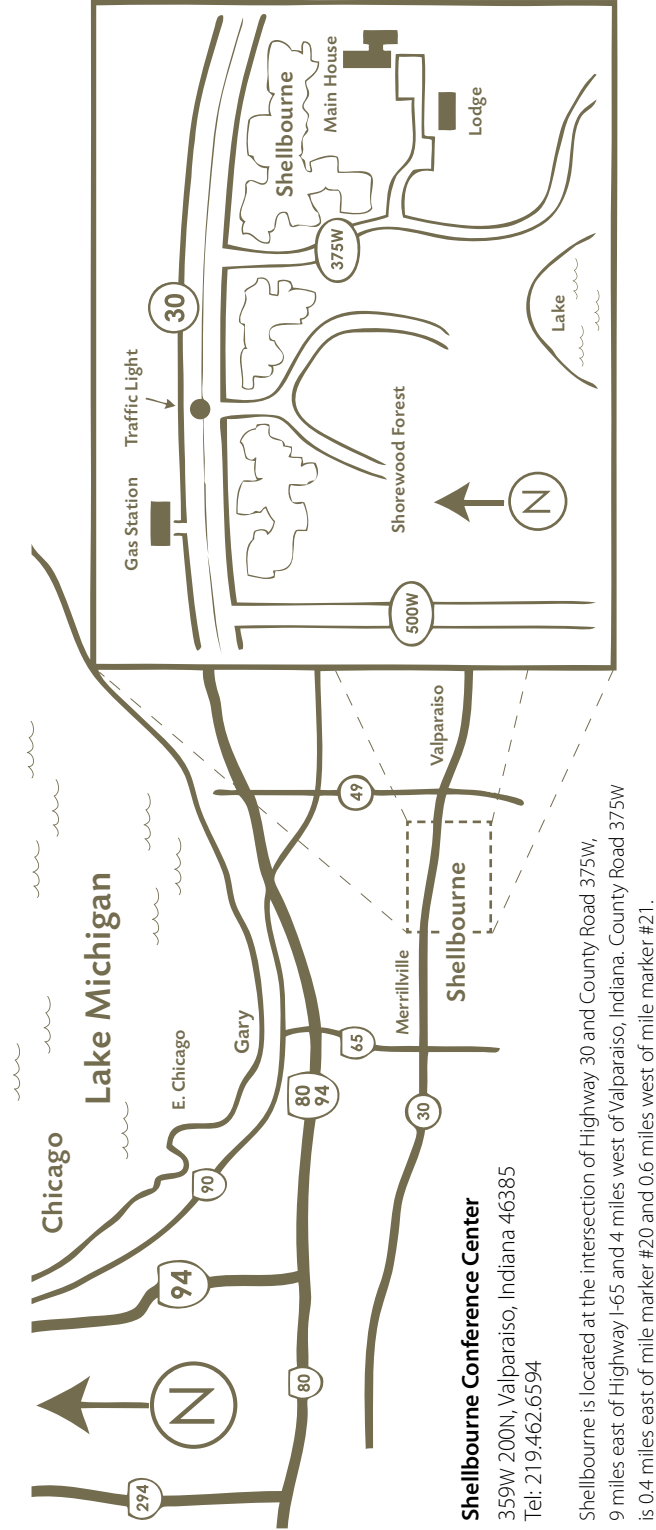 Chicago
Lake Michigan
E. Chicago
Gary
94
90
294
N
80
80
94
65
49
Merrillville
Valparaiso
30
Shellbourne
Gas Station
Traffic Light
30
Shellbourne
Main House
Lodge
375W
Shorewood Forest
Lake
N
500W
Shellbourne Conference Center
359W 200N, Valparaiso, Indiana 46385
Tel: 219.462.6594
Shellbourne is located at the intersection of Highway 30 and County Road 375W,
9 miles east of Highway I-65 and 4 miles west of Valparaiso, Indiana. County Road 375W
is 0.4 miles east of mile marker #20 and 0.6 miles west of mile marker #21.